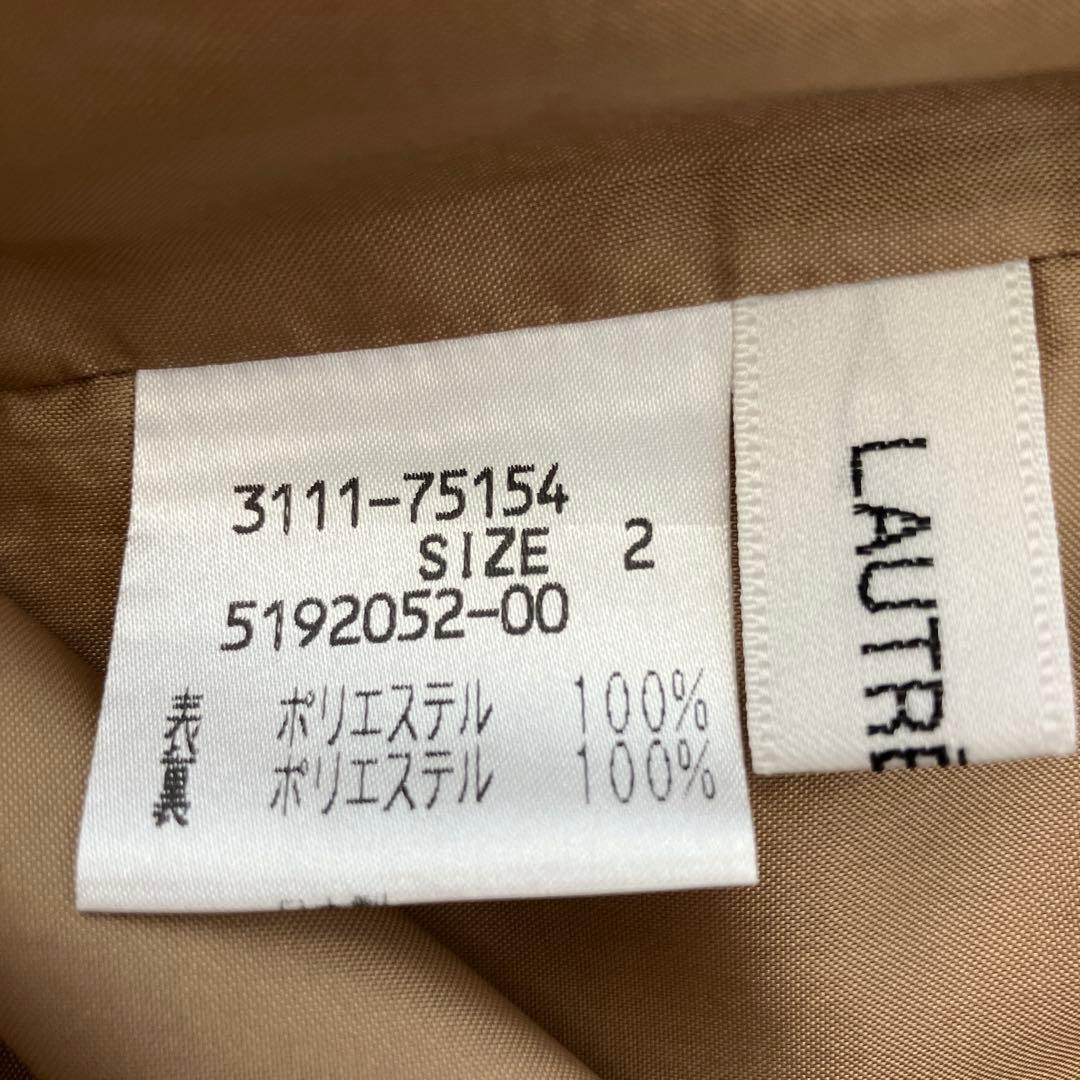 3111-75154
SIZE 2
5192052-00
表 ポリエステル 100%
裏 ポリエステル 100%
LAUTRE